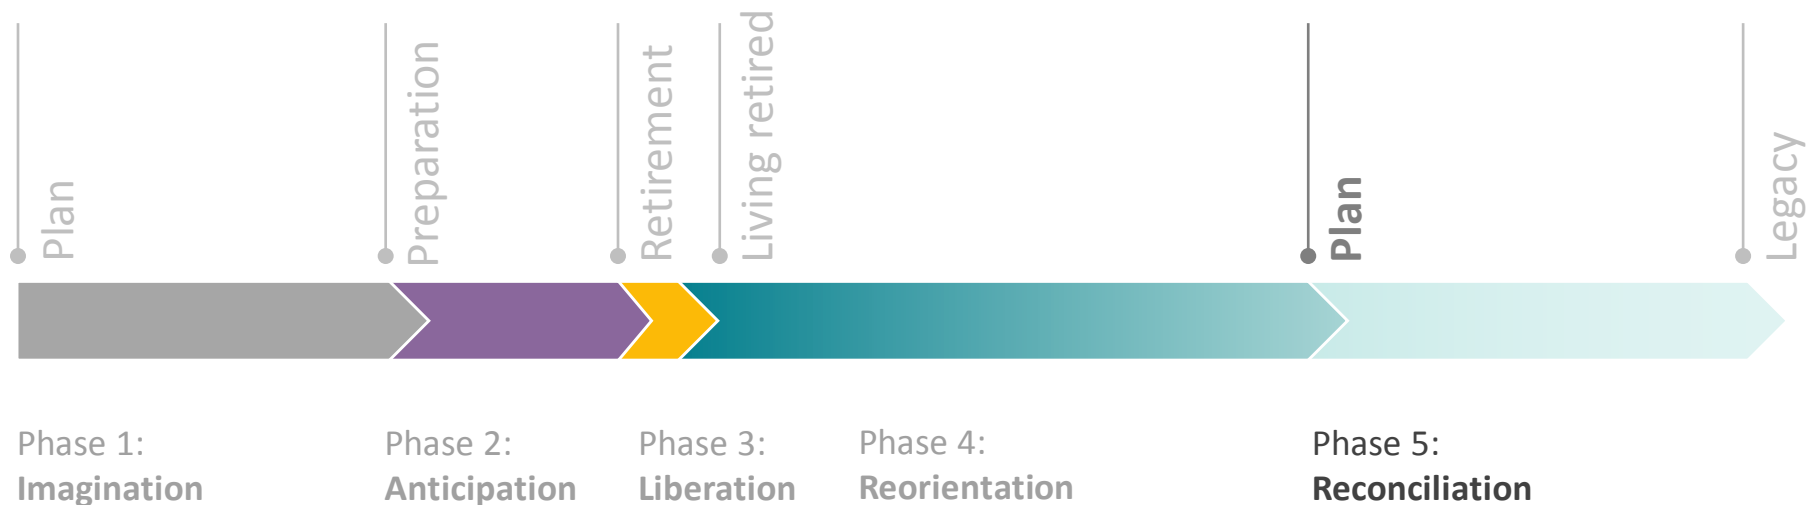 Plan
Preparation
Retirement
Living retired
Plan
Legacy
Phase 1:
Imagination
Phase 2:
Anticipation
Phase 3:
Liberation
Phase 4:
Reorientation
Phase 5:
Reconciliation